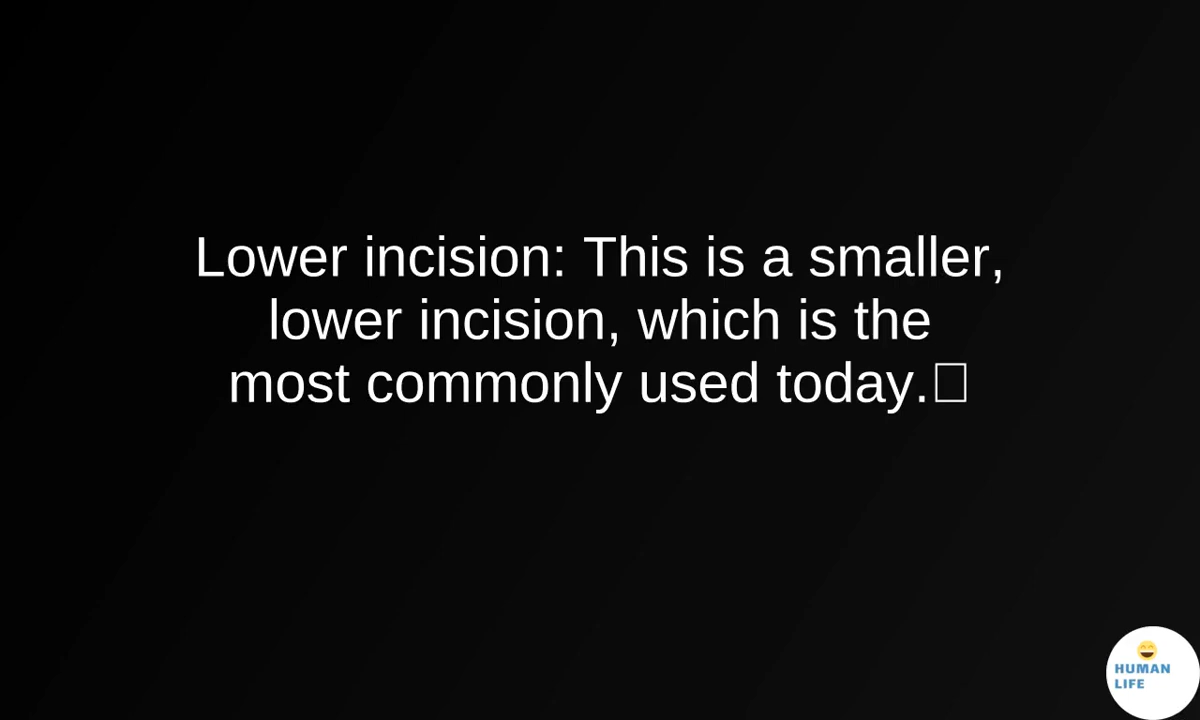 Lower incision: This is a smaller,
lower incision, which is the
most commonly used today.□
HUMAN
LIFE